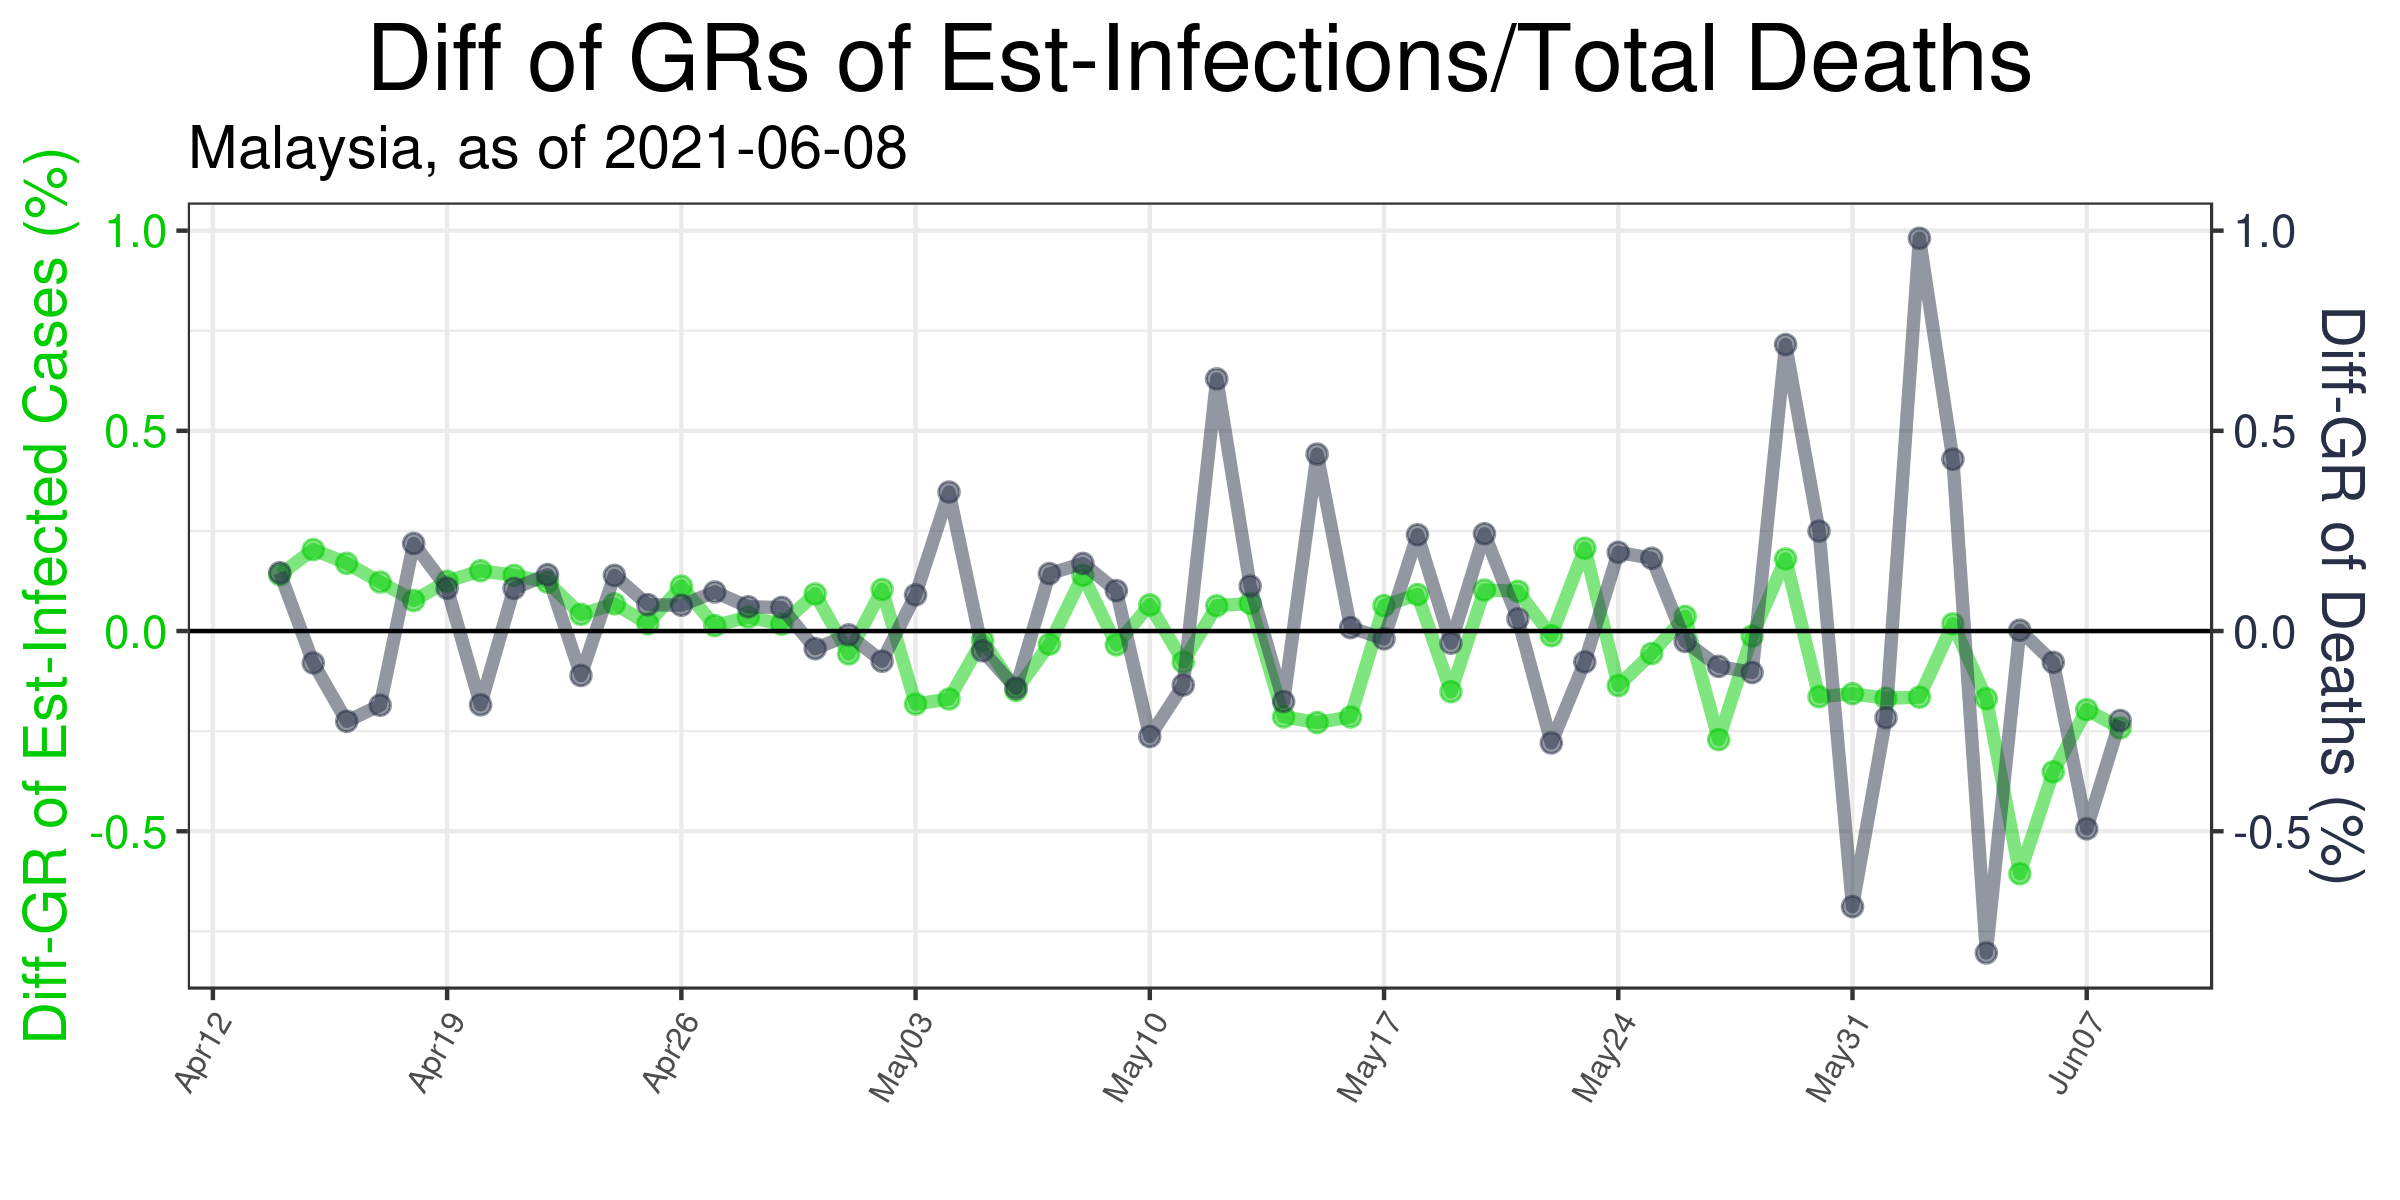 Diff of GRs of Est-Infections/Total Deaths
Malaysia, as of 2021-06-08
Diff-GR of Est-Infected Cases (%)
1.0
0.5
0.0
-0.5
1.0
0.5
0.0
-0.5
Diff-GR of Deaths (%)
Apr12
Apr19
Apr26
May03
May10
May17
May24
May31
Jun07